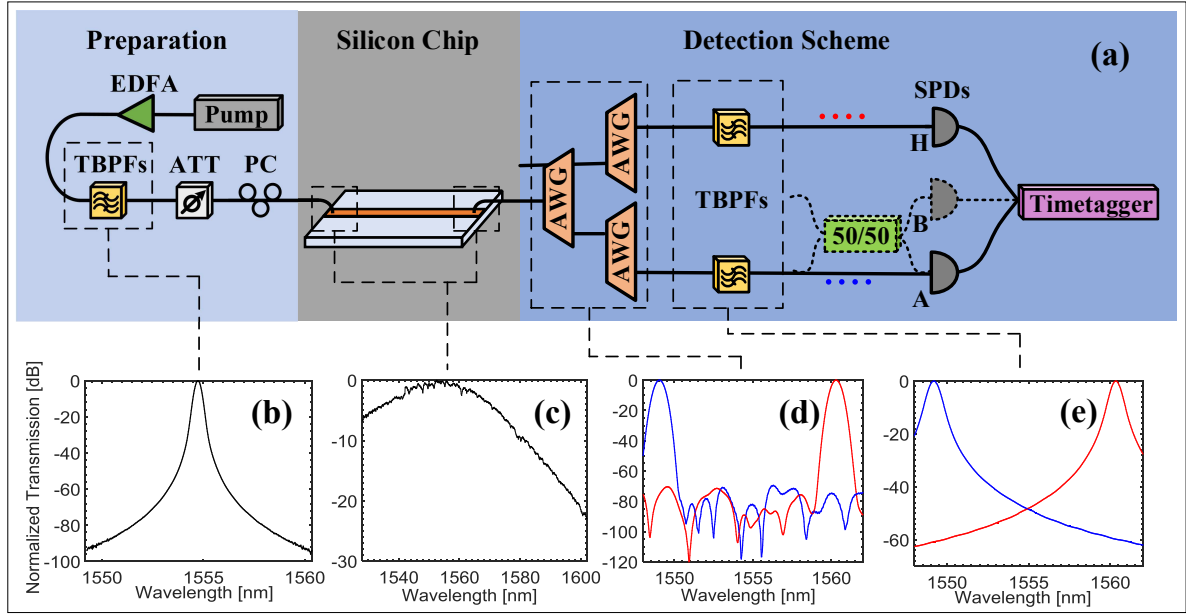 Preparation
Silicon Chip
Detection Scheme
(a)
EDFA
Pump
TBPFs
ATT
PC
AWG
AWG
AWG
TBPFs
50/50
SPDs
H
B
A
Timetagger
Normalized Transmission [dB]
0
-20
-40
-60
-80
-100
1550
1555
1560
Wavelength [nm]
(b)
0
-10
-20
-30
1540
1560
1580
1600
Wavelength [nm]
(c)
0
-20
-40
-60
-80
-100
-120
1550
1555
1560
Wavelength [nm]
(d)
0
-20
-40
-60
1550
1555
1560
Wavelength [nm]
(e)